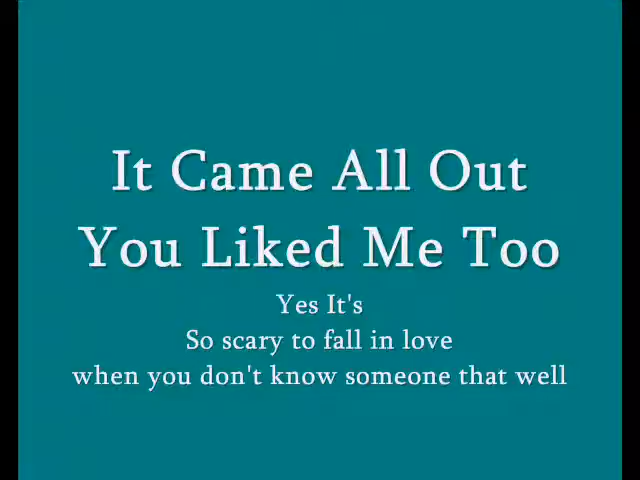 It Came All Out
You Liked Me Too
Yes It's
So scary to fall in love
when you don't know someone that well